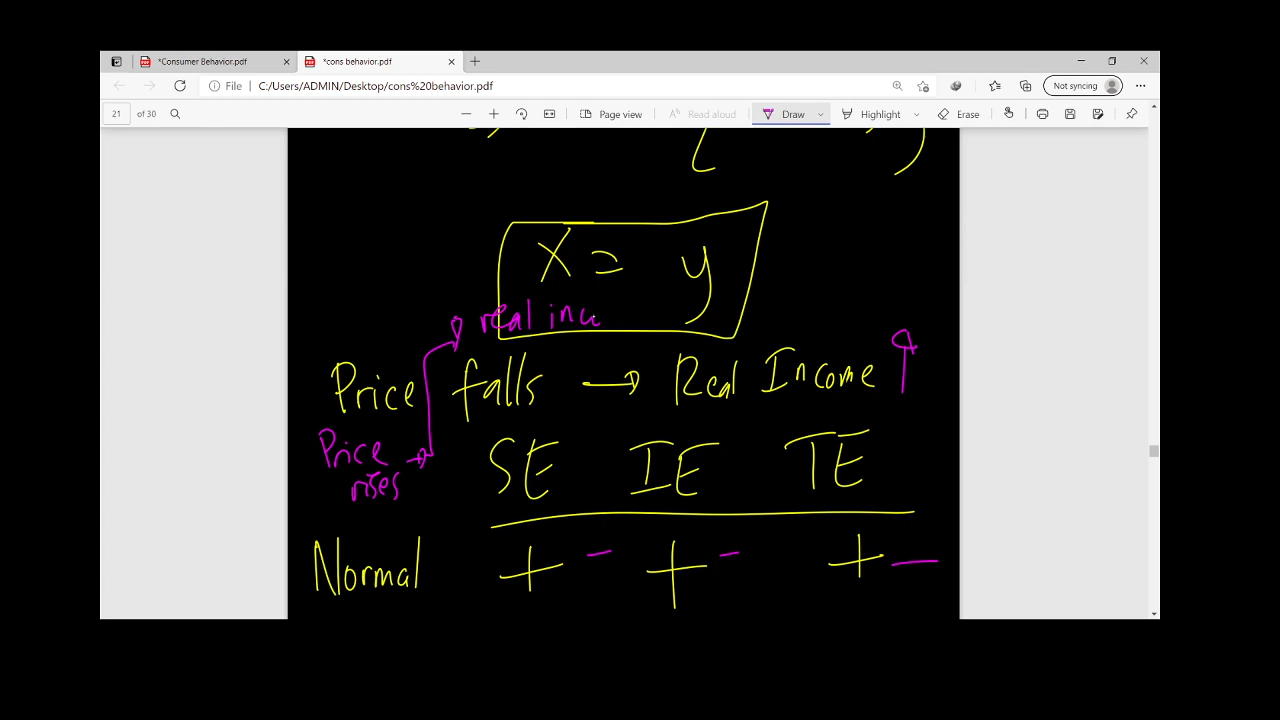 *Consumer Behavior.pdf
*cons behavior.pdf
File C:/Users/ADMIN/Desktop/cons%20behavior.pdf
Not syncing
21 of 30
Page view
Read aloud
Draw
Highlight
Erase
X = y
real inc
Price falls → Real Income ↑
Price → rises
SE IE TE
Normal + - + - + -